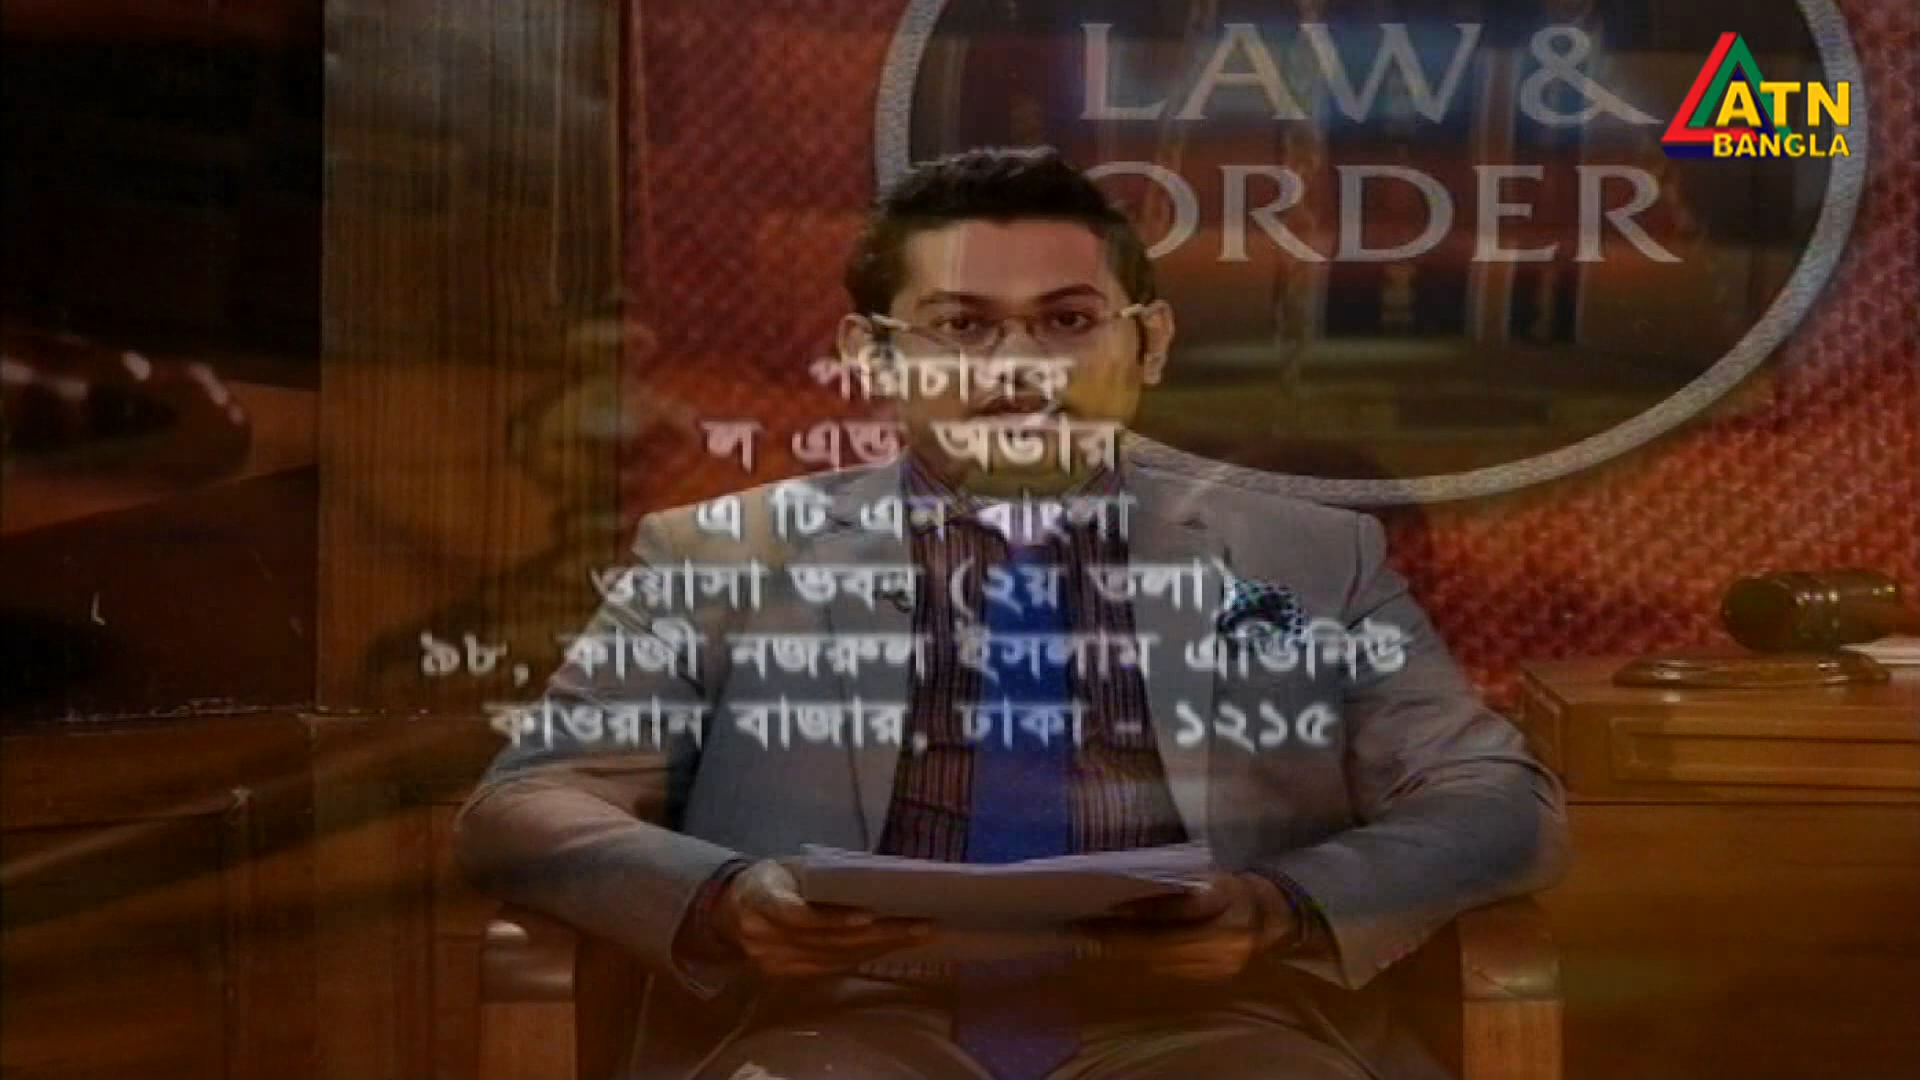 LAW &
ORDER
ATN
BANGLA
পরিচালক
ল এন্ড অর্ডার
এ টি এন বাংলা
ওয়াসা ভবন (২য় তলা)
৯৮, কাজী নজরুল ইসলাম এভিনিউ
কাওরান বাজার, ঢাকা - ১২১৫